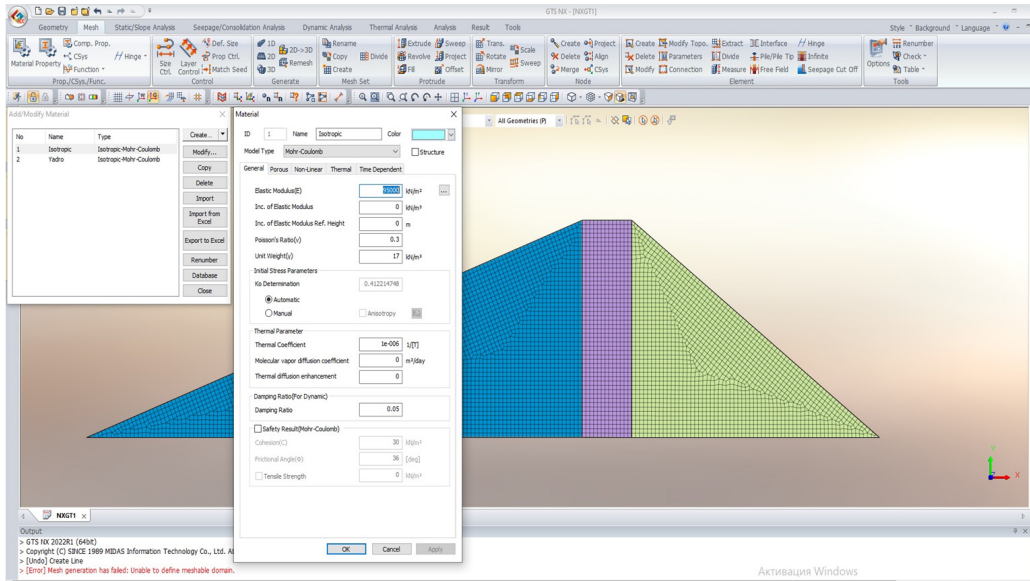 GTS NX - [NXGT1]
Geometry Mesh Static/Slope Analysis Seepage/Consolidation Analysis Dynamic Analysis Thermal Analysis Analysis Result Tools Style Background Language
Material Property Comp. Prop. CSys Function Hinge
Size Ctrl. Layer Control Def. Size Prop Ctrl. Match Seed
1D 2D 3D 2D->3D Remesh
Rename Copy Create Divide
Extrude Revolve Fill Sweep Project Offset
Trans. Rotate Mirror Scale Sweep
Create Delete Merge Project Align CSys
Create Delete Modify Modify Topo. Parameters Connection Extract Divide Measure Interface Pile/Pile Tip Free Field Hinge Infinite Seepage Cut Off
Options Renumber Check Table
Prop./CSys./Func. Control Generate Mesh Set Protrude Transform Node Element Tools
All Geometries (P)
Add/Modify Material
No Name Type
1 Isotropic Isotropic-Mohr-Coulomb
2 Yadro Isotropic-Mohr-Coulomb
Create...
Modify...
Copy
Delete
Import
Import from
Excel
Export to Excel
Renumber
Database
Close
Material
ID 1 Name Isotropic Color
Model Type Mohr-Coulomb Structure
General Porous Non-Linear Thermal Time Dependent
Elastic Modulus(E) 95000 kN/m² ...
Inc. of Elastic Modulus 0 kN/m³
Inc. of Elastic Modulus Ref. Height 0 m
Poisson's Ratio(ν) 0.3
Unit Weight(γ) 17 kN/m³
Initial Stress Parameters
Ko Determination 0.412214748
Automatic
Manual Anisotropy
Thermal Parameter
Thermal Coefficient 1e-006 1/[T]
Molecular vapor diffusion coefficient 0 m²/day
Thermal diffusion enhancement 0
Damping Ratio(For Dynamic)
Damping Ratio 0.05
Safety Result(Mohr-Coulomb)
Cohesion(C) 30 kN/m²
Frictional Angle(Φ) 36 [deg]
Tensile Strength 0 kN/m²
OK Cancel Apply
Y
X
NXGT1
Output
> GTS NX 2022R1 (64bit)
> Copyright (C) SINCE 1989 MIDAS Information Technology Co., Ltd.
> [Undo] Create Line
> [Error] Mesh generation has failed: Unable to define meshable domain.
Активация Windows